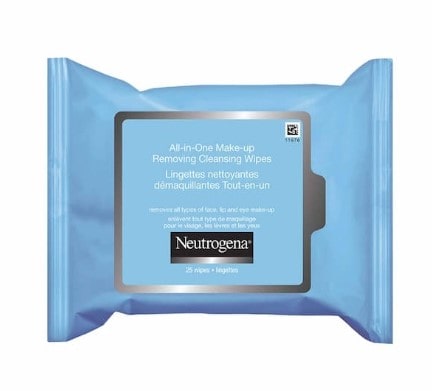 11676
All-in-One Make-up
Removing Cleansing Wipes
Lingettes nettoyantes
démaquillantes Tout-en-un
removes all types of face, lip and eye make-up
enlèvent tout type de maquillage
pour le visage, les lèvres et les yeux
Neutrogena®
25 wipes • lingettes